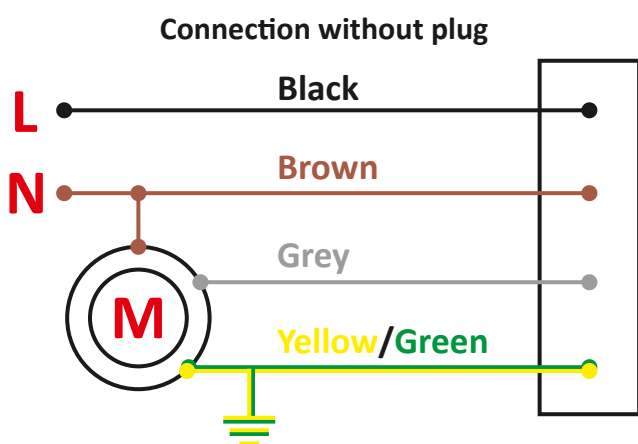 Connection without plug
Black
L
Brown
N
Grey
M
Yellow/Green